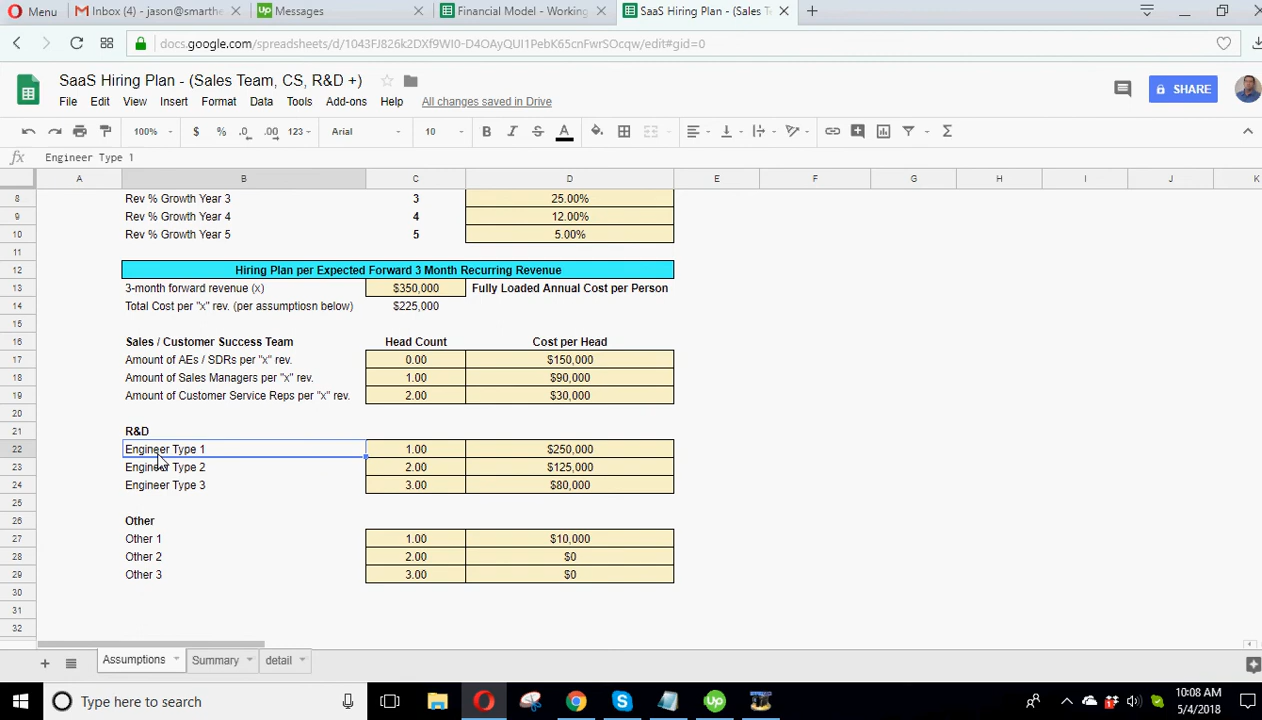 Menu
Inbox (4) - jason@smarthe
Messages
Financial Model - Working
SaaS Hiring Plan - (Sales Te
docs.google.com/spreadsheets/d/1043FJ826k2DXf9WI0-D4OAyQUI1PebK65cnFwrSOcqw/edit#gid=0
SaaS Hiring Plan - (Sales Team, CS, R&D +)
File Edit View Insert Format Data Tools Add-ons Help All changes saved in Drive
SHARE
100% $ % .0 .00 123 Arial 10 B I S A
fx Engineer Type 1
A B C D E F G H I J K
8 Rev % Growth Year 3 3 25.00%
9 Rev % Growth Year 4 4 12.00%
10 Rev % Growth Year 5 5 5.00%
11
12 Hiring Plan per Expected Forward 3 Month Recurring Revenue
13 3-month forward revenue (x) $350,000 Fully Loaded Annual Cost per Person
14 Total Cost per "x" rev. (per assumptiosn below) $225,000
15
16 Sales / Customer Success Team Head Count Cost per Head
17 Amount of AEs / SDRs per "x" rev. 0.00 $150,000
18 Amount of Sales Managers per "x" rev. 1.00 $90,000
19 Amount of Customer Service Reps per "x" rev. 2.00 $30,000
20
21 R&D
22 Engineer Type 1 1.00 $250,000
23 Engineer Type 2 2.00 $125,000
24 Engineer Type 3 3.00 $80,000
25
26 Other
27 Other 1 1.00 $10,000
28 Other 2 2.00 $0
29 Other 3 3.00 $0
30
31
32
Assumptions Summary detail
Type here to search
10:08 AM
5/4/2018